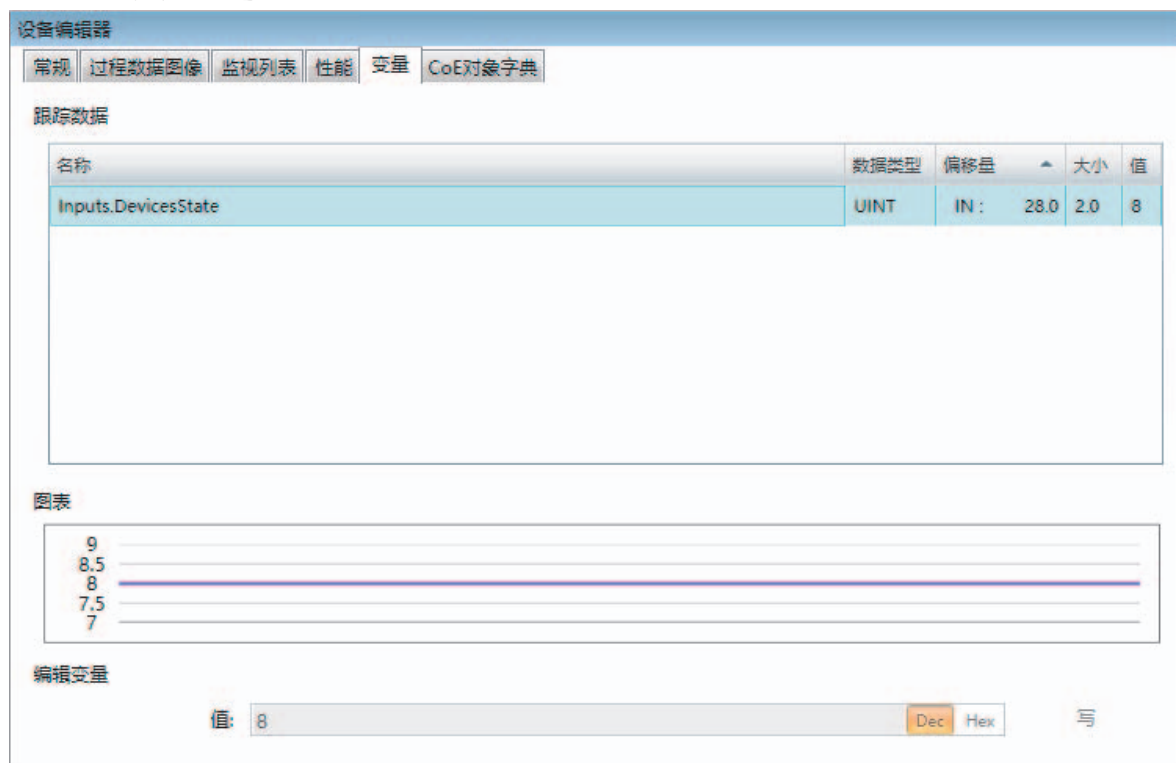 设备编辑器
常规 过程数据图像 监视列表 性能 变量 CoE对象字典
跟踪数据
名称 数据类型 偏移量 大小 值
Inputs.DevicesState UINT IN : 28.0 2.0 8
图表
9
8.5
8
7.5
7
编辑变量
值: 8 Dec Hex 写